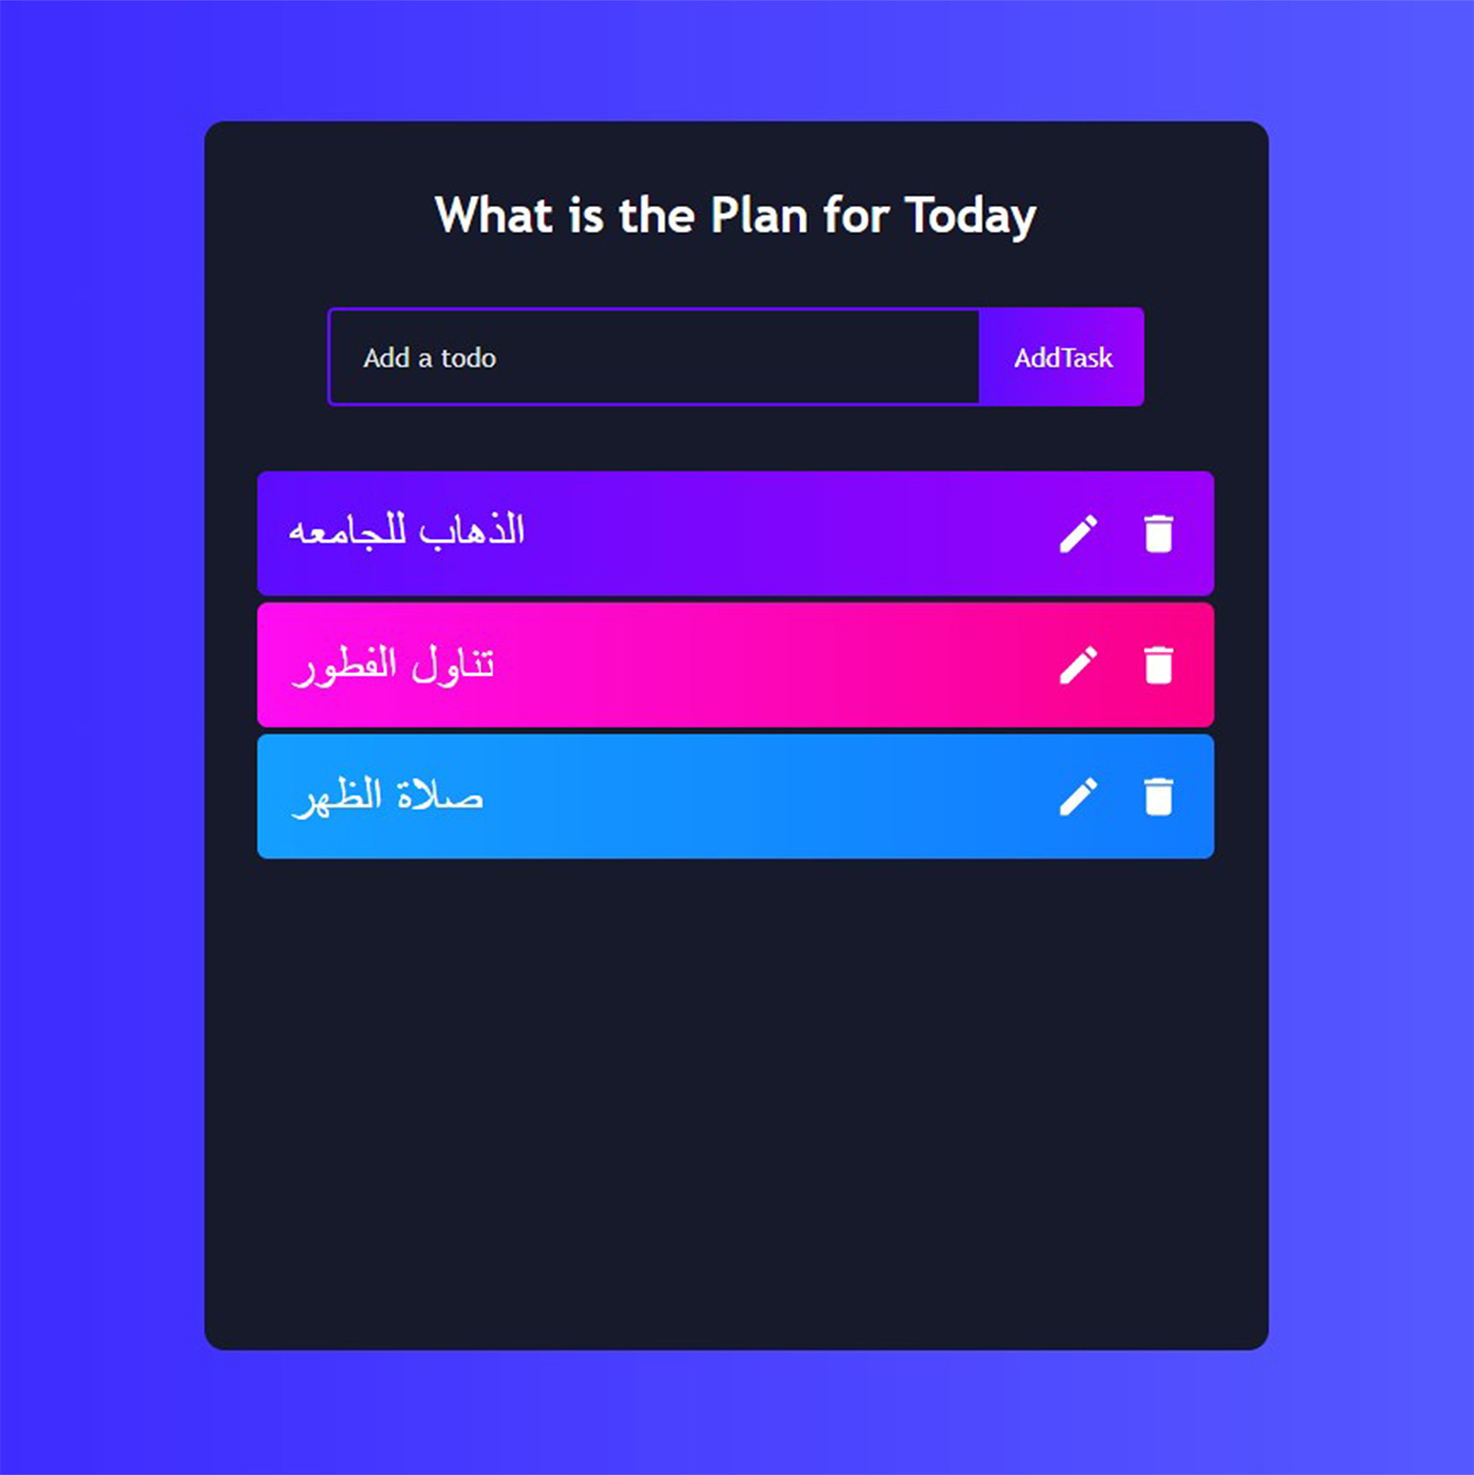 What is the Plan for Today
Add a todo
AddTask
الذهاب للجامعه
تناول الفطور
صلاة الظهر